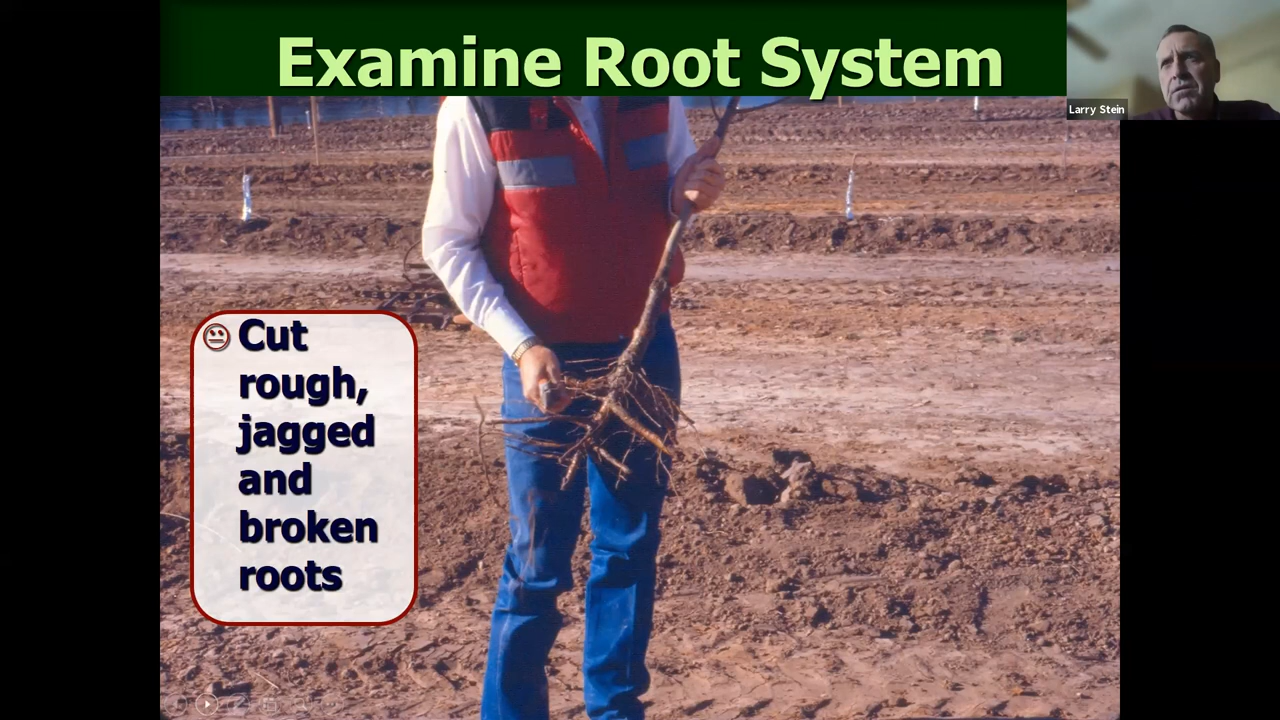 Examine Root System
Larry Stein
Cut
rough,
jagged
and
broken
roots